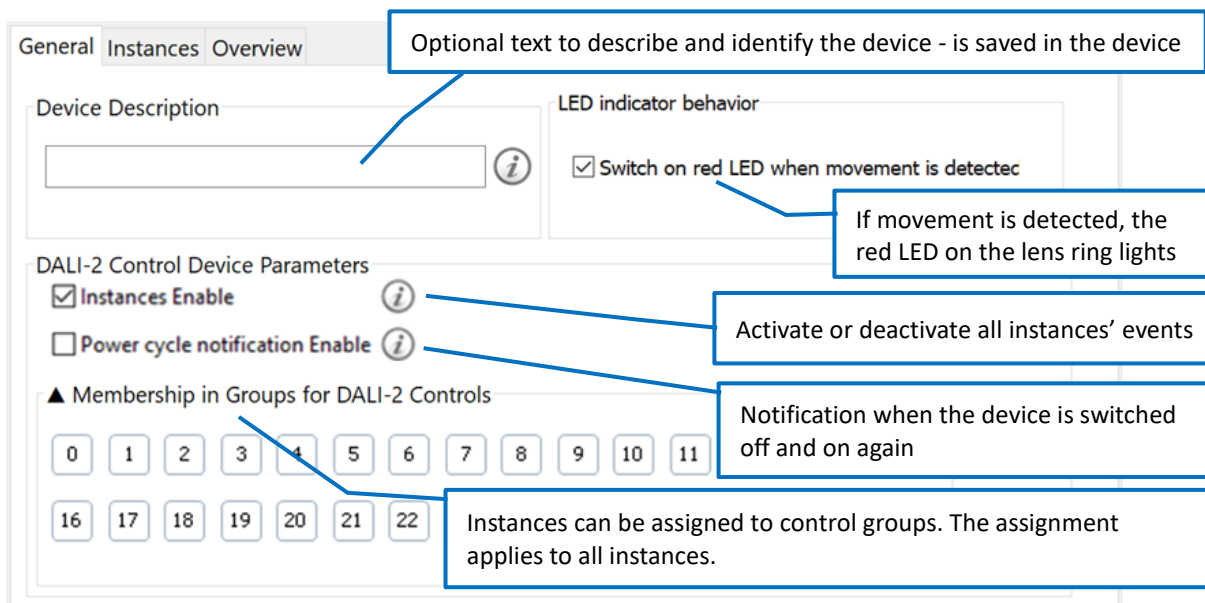 General Instances Overview
Optional text to describe and identify the device - is saved in the device
Device Description
LED indicator behavior
Switch on red LED when movement is detected
If movement is detected, the
red LED on the lens ring lights
DALI-2 Control Device Parameters
Instances Enable
Activate or deactivate all instances’ events
Power cycle notification Enable
Notification when the device is switched
off and on again
▲ Membership in Groups for DALI-2 Controls
0 1 2 3 4 5 6 7 8 9 10 11
16 17 18 19 20 21 22
Instances can be assigned to control groups. The assignment
applies to all instances.